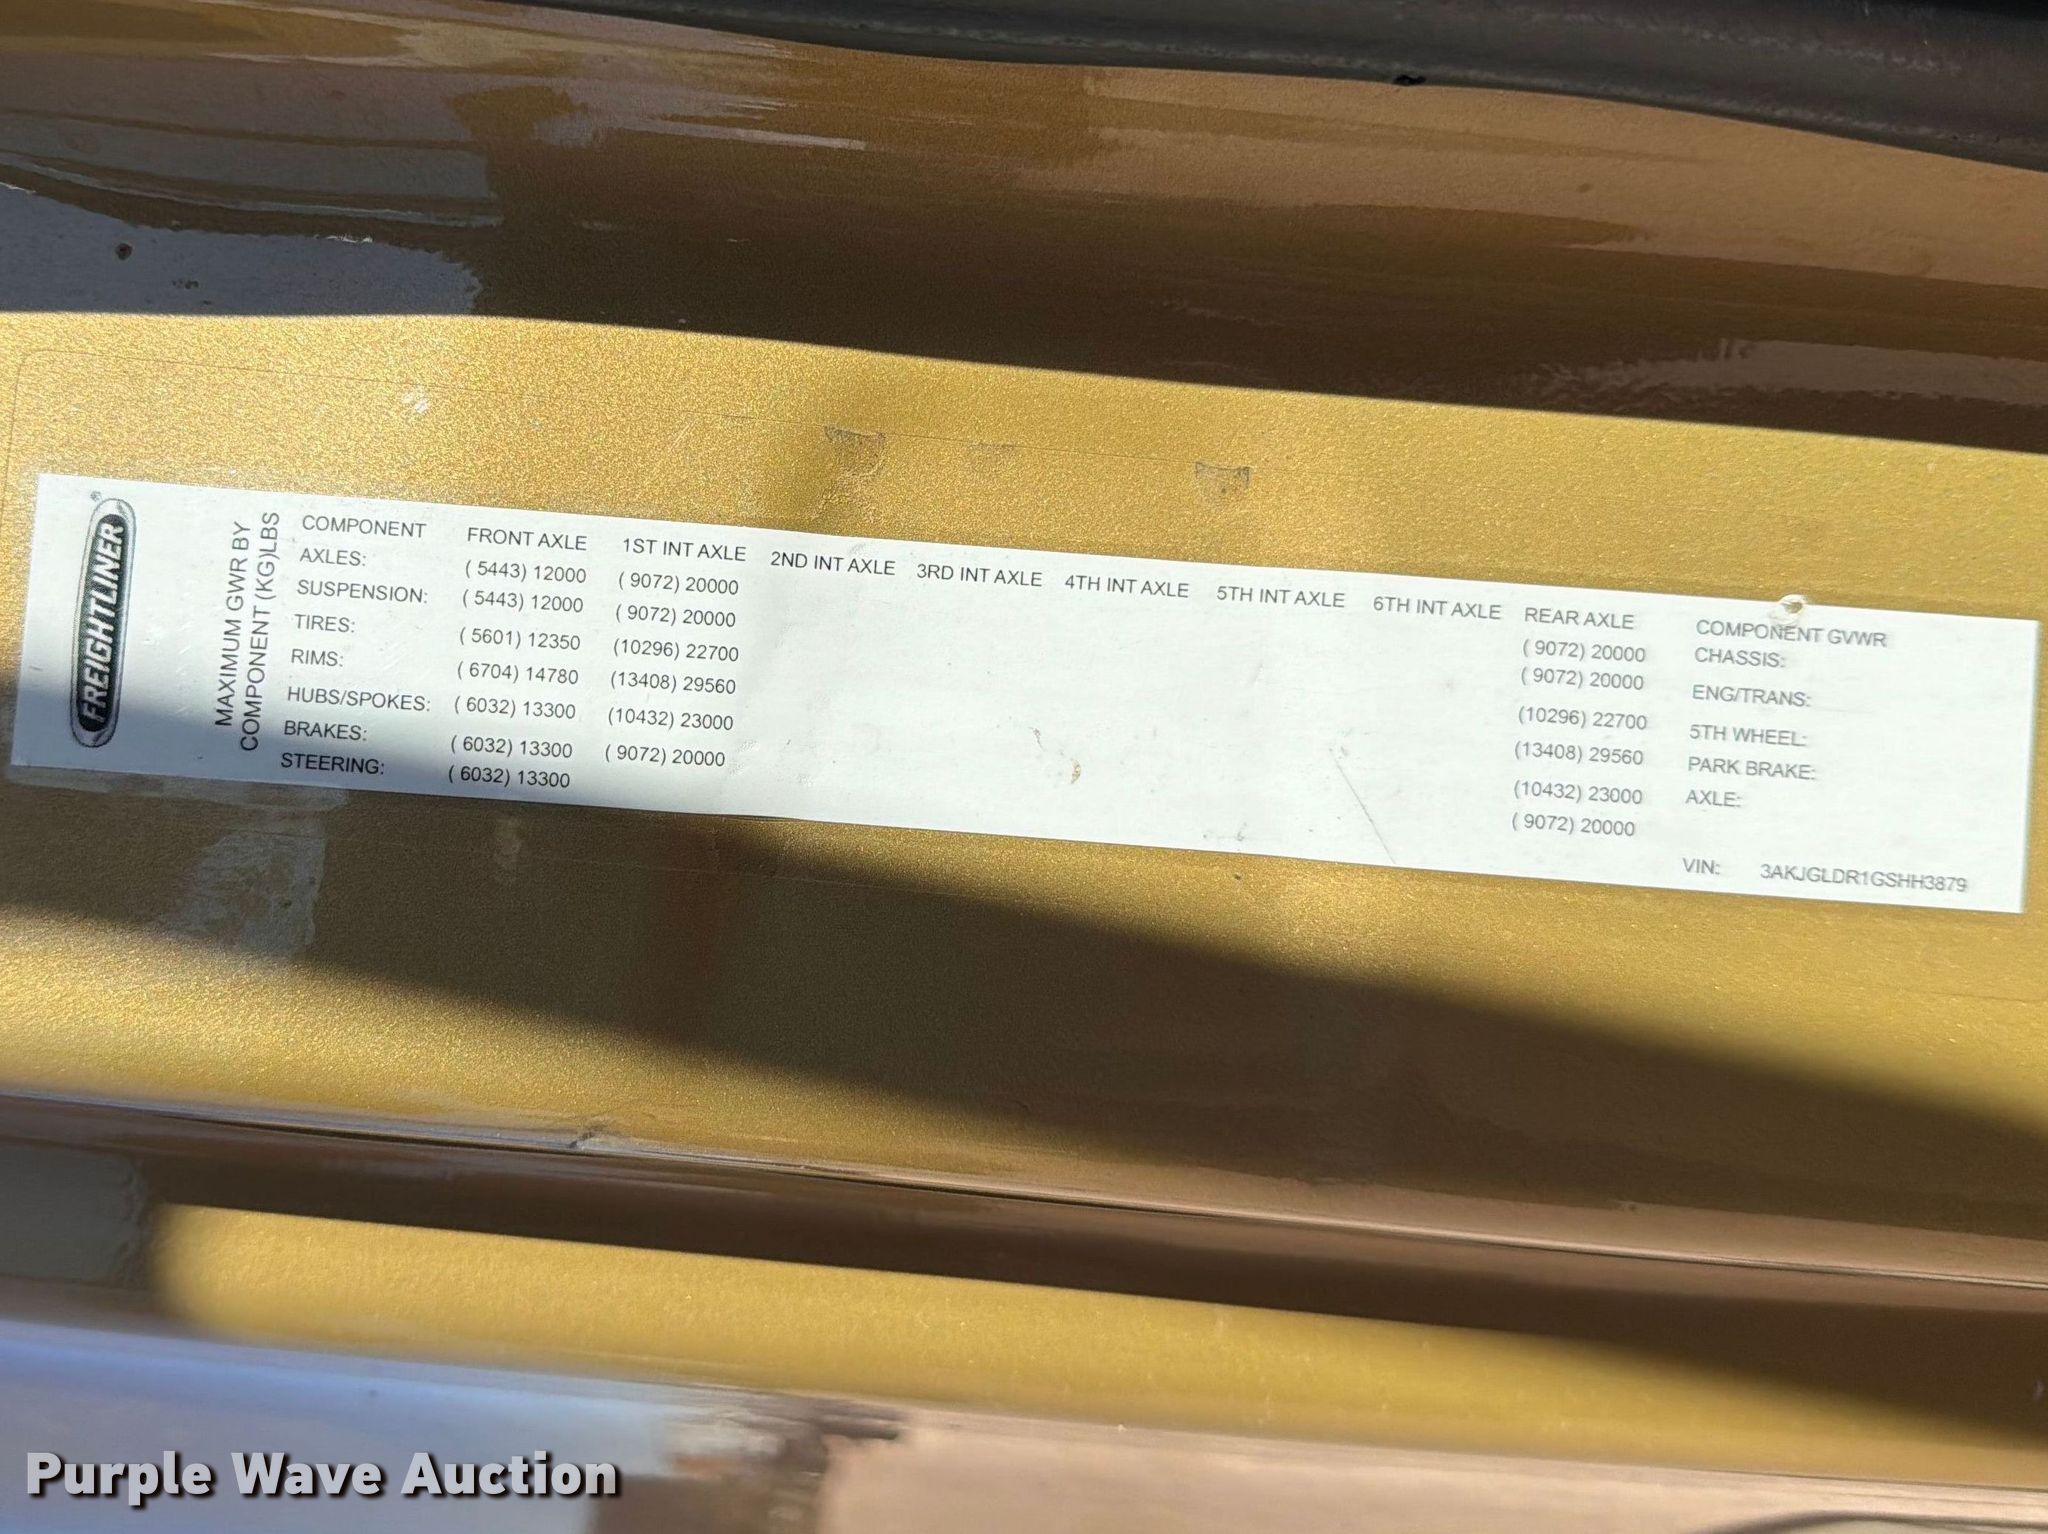 FREIGHTLINER®
MAXIMUM GWR BY
COMPONENT (KG)LBS
COMPONENT FRONT AXLE 1ST INT AXLE 2ND INT AXLE 3RD INT AXLE 4TH INT AXLE 5TH INT AXLE 6TH INT AXLE REAR AXLE COMPONENT GVWR
AXLES: ( 5443) 12000 ( 9072) 20000 ( 9072) 20000 CHASSIS:
SUSPENSION: ( 5443) 12000 ( 9072) 20000 ( 9072) 20000 ENG/TRANS:
TIRES: ( 5601) 12350 (10296) 22700 (10296) 22700 5TH WHEEL:
RIMS: ( 6704) 14780 (13408) 29560 (13408) 29560 PARK BRAKE:
HUBS/SPOKES: ( 6032) 13300 (10432) 23000 (10432) 23000 AXLE:
BRAKES: ( 6032) 13300 ( 9072) 20000 ( 9072) 20000
STEERING: ( 6032) 13300
VIN: 3AKJGLDR1GSHH3879
Purple Wave Auction